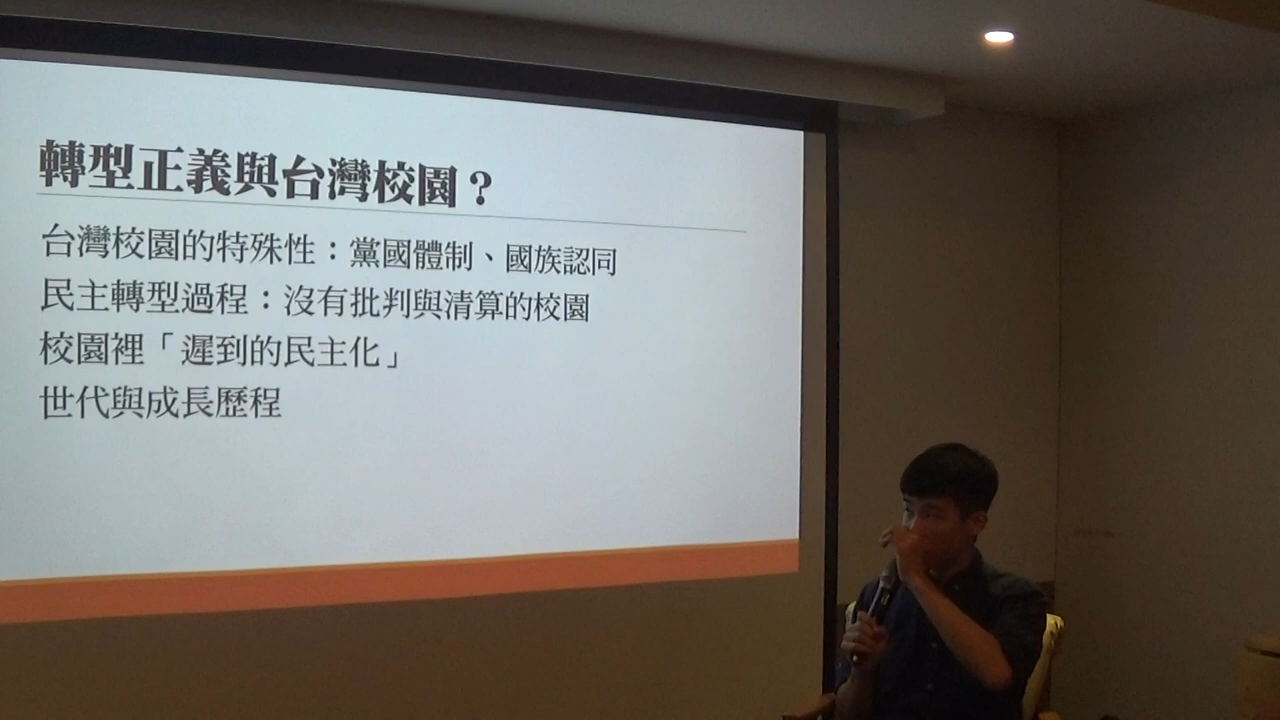 轉型正義與台灣校園？
台灣校園的特殊性：黨國體制、國族認同
民主轉型過程：沒有批判與清算的校園
校園裡「遲到的民主化」
世代與成長歷程